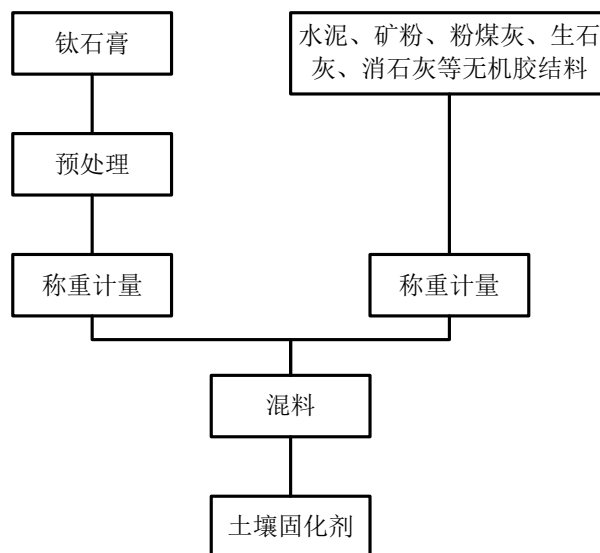 钛石膏
水泥、矿粉、粉煤灰、生石
灰、消石灰等无机胶结料
预处理
称重计量
称重计量
混料
土壤固化剂